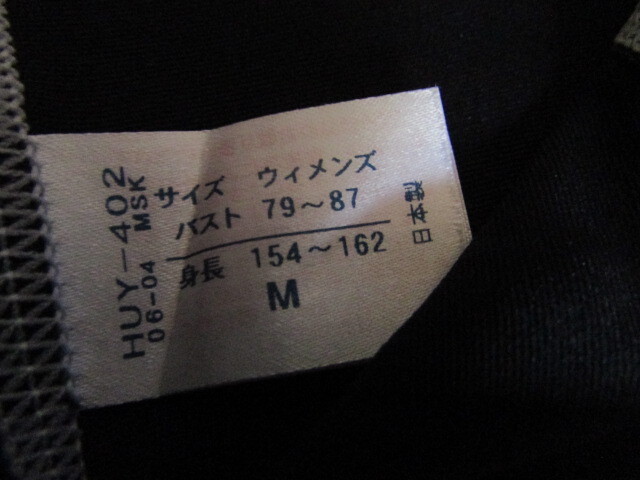 サイズ ウィメンズ
バスト 79～87
身長 154～162
M
HUY-402
06-04 MSK
日本製